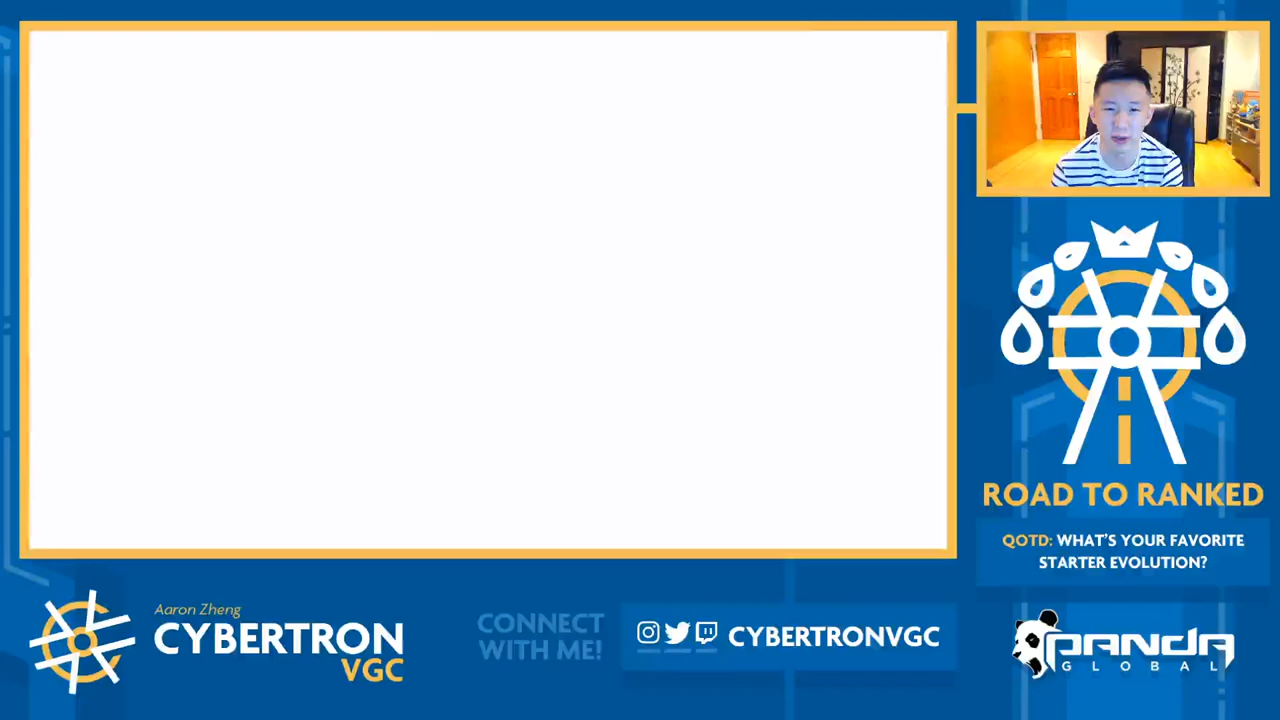 ROAD TO RANKED
QOTD: WHAT'S YOUR FAVORITE
STARTER EVOLUTION?
Aaron Zheng
CYBERTRON
VGC
CONNECT
WITH ME!
CYBERTRONVGC
PANDA
GLOBAL